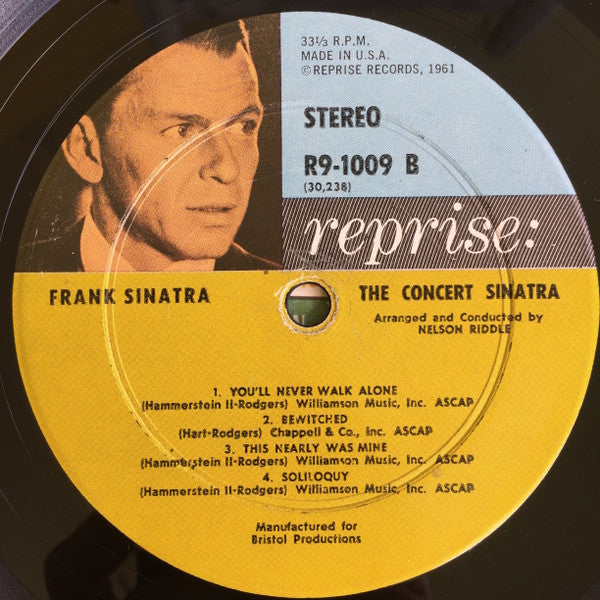 33⅓ R.P.M.
MADE IN U.S.A.
©REPRISE RECORDS, 1961
STEREO
R9-1009 B
(30,238)
reprise:
FRANK SINATRA
THE CONCERT SINATRA
Arranged and Conducted by
NELSON RIDDLE
1. YOU'LL NEVER WALK ALONE
(Hammerstein II-Rodgers) Williamson Music, Inc. ASCAP
2. BEWITCHED
(Hart-Rodgers) Chappell & Co., Inc. ASCAP
3. THIS NEARLY WAS MINE
(Hammerstein II-Rodgers) Williamson Music, Inc. ASCAP
4. SOLILOQUY
(Hammerstein II-Rodgers) Williamson Music, Inc. ASCAP
Manufactured for
Bristol Productions